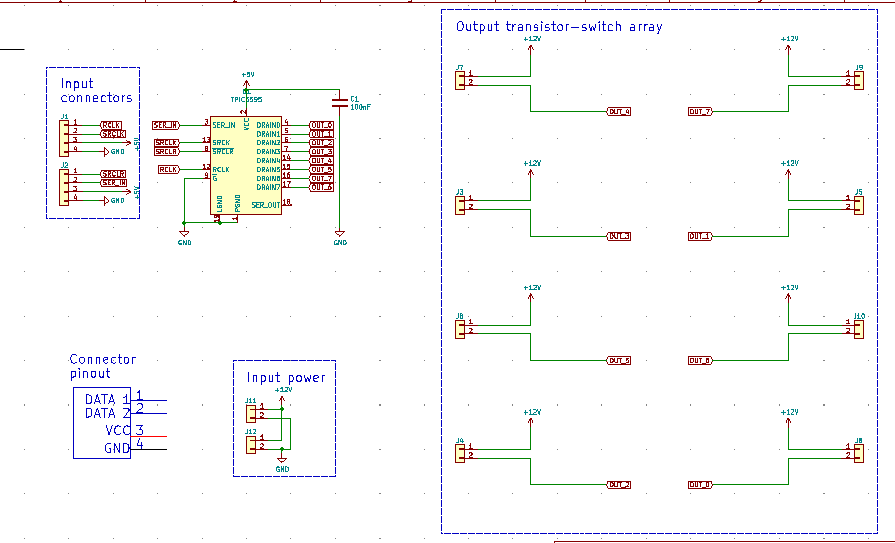 Output transistor-switch array
Input
connectors
J1
1
RCLK
2
SRCLK
3
+5V
4
GND
J2
1
SRCLR
2
SER_IN
3
+5V
4
GND
+5V
TPIC6595
C1
100nF
SER_IN
3
SER_IN
SRCLK
13
SRCK
SRCLR
8
SRCLR
RCLK
12
RCLK
9
G
2
VCC
DRAIN0
4
OUT_0
DRAIN1
5
OUT_1
DRAIN2
6
OUT_2
DRAIN3
7
OUT_3
DRAIN4
14
OUT_4
DRAIN5
15
OUT_5
DRAIN6
16
OUT_7
DRAIN7
17
OUT_6
SER_OUT
18
LGND
PGND
1
GND
GND
Connector
pinout
DATA 1
1
DATA 2
2
VCC
3
GND
4
Input power
+12V
J11
1
2
J12
1
2
GND
J7
1
2
+12V
OUT_4
+12V
J9
1
2
OUT_7
J3
1
2
+12V
OUT_3
+12V
J5
1
2
OUT_1
1
2
+12V
OUT_5
+12V
J10
1
2
OUT_6
J4
1
2
+12V
OUT_2
+12V
1
2
OUT_0